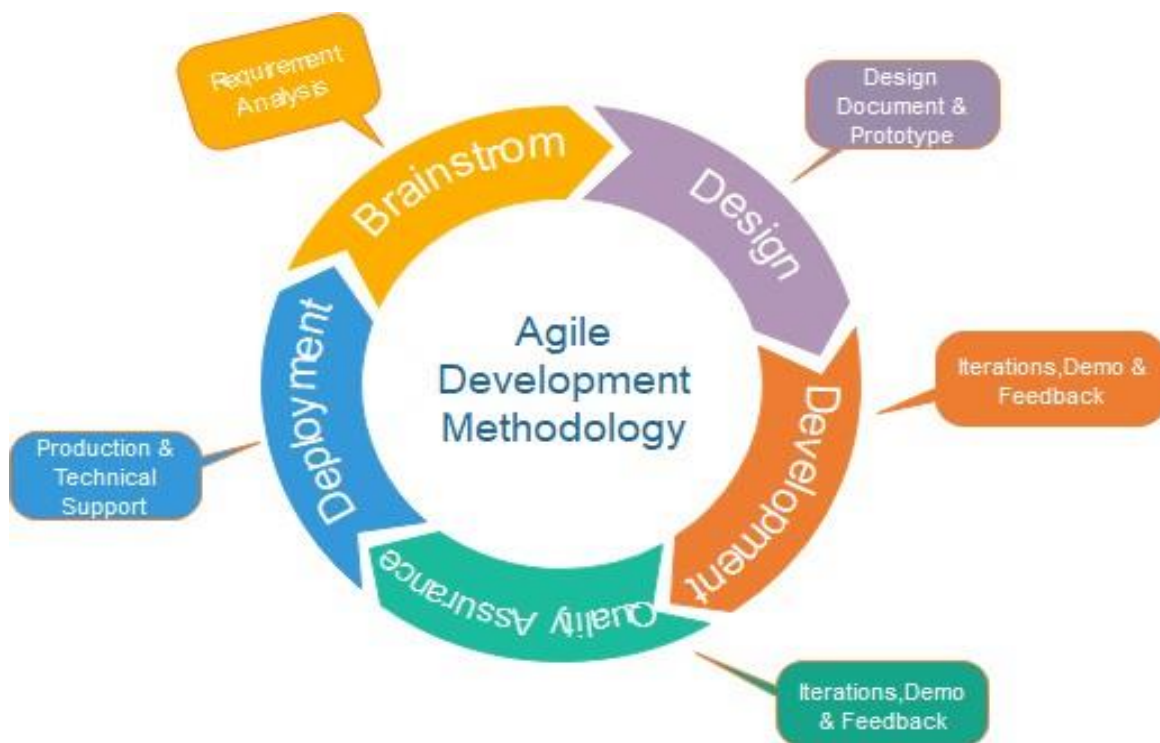 Requirement
Analysis
Brainstrom
Design
Document &
Prototype
Design
Iterations,Demo &
Feedback
Development
Agile
Development
Methodology
Production &
Technical
Support
Deployment
Quality Assurance
Iterations,Demo
& Feedback